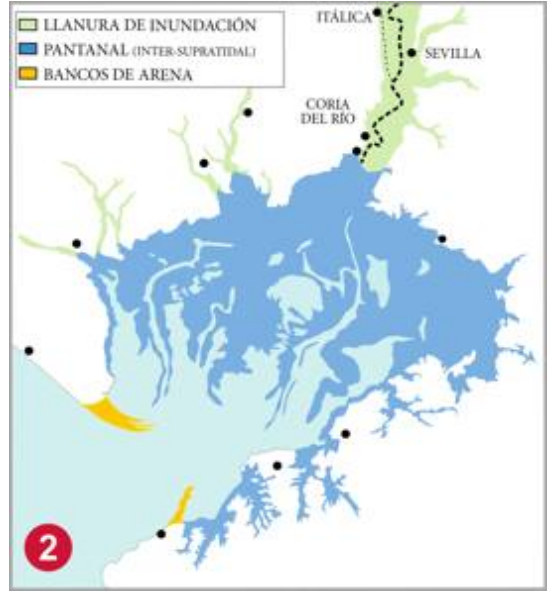 LLANURA DE INUNDACIÓN
PANTANAL (INTER-SUPRATIDAL)
BANCOS DE ARENA
ITÁLICA
SEVILLA
CORIA
DEL RÍO
2